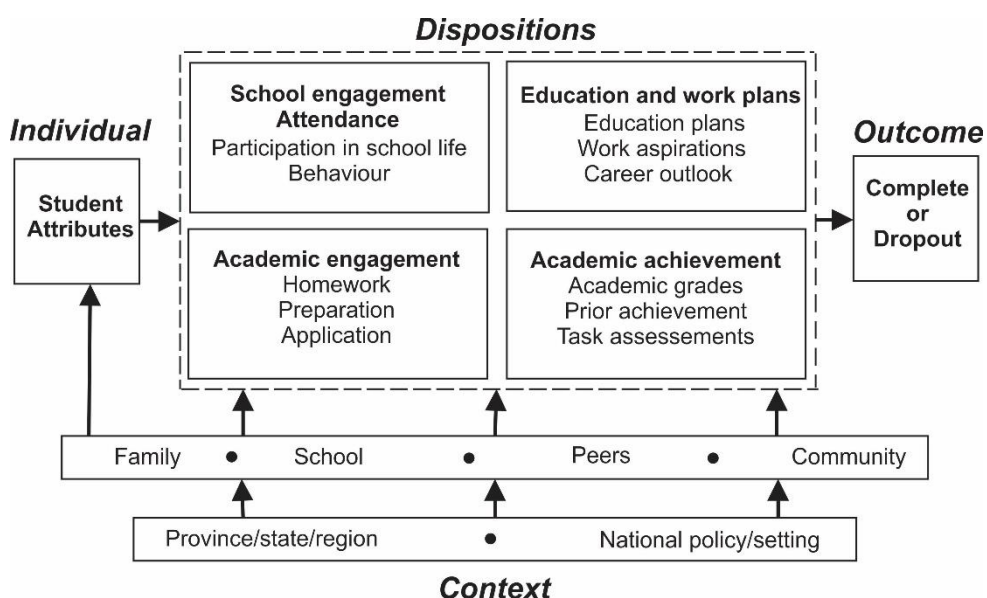 Dispositions
Individual
Student
Attributes
School engagement
Attendance
Participation in school life
Behaviour
Education and work plans
Education plans
Work aspirations
Career outlook
Academic engagement
Homework
Preparation
Application
Academic achievement
Academic grades
Prior achievement
Task assessements
Outcome
Complete
or
Dropout
Family • School • Peers • Community
Province/state/region • National policy/setting
Context